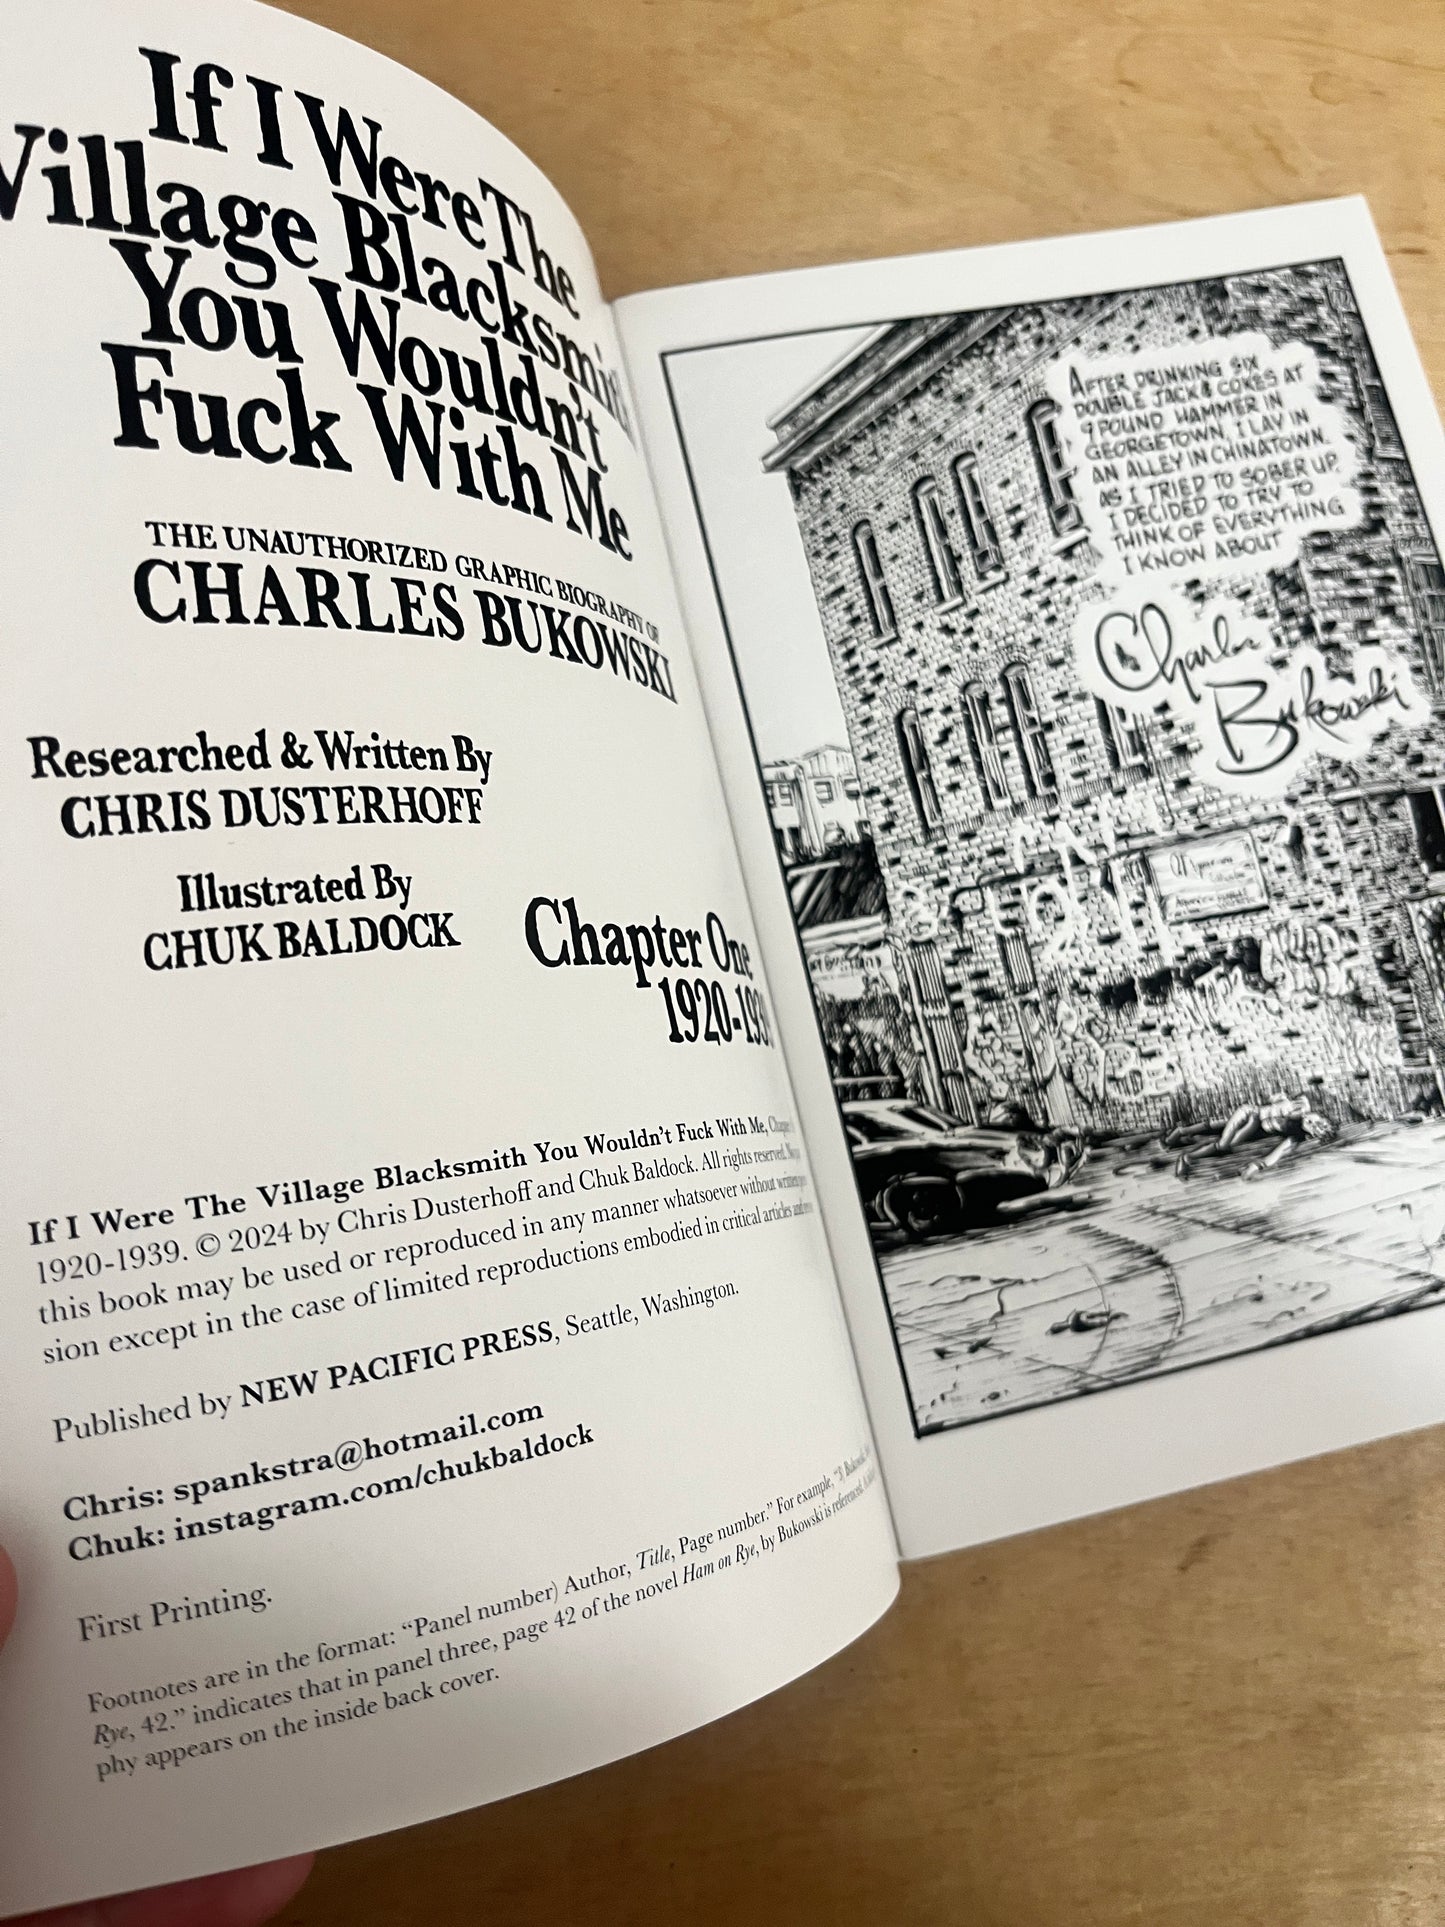 If I Were The
Village Blacksmith
You Wouldn't
Fuck With Me
THE UNAUTHORIZED GRAPHIC BIOGRAPHY OF
CHARLES BUKOWSKI
Researched & Written By
CHRIS DUSTERHOFF
Illustrated By
CHUK BALDOCK
Chapter One
1920-193
If I Were The Village Blacksmith You Wouldn't Fuck With Me, Chapter
1920-1939. © 2024 by Chris Dusterhoff and Chuk Baldock. All rights reserved.
this book may be used or reproduced in any manner whatsoever without written
sion except in the case of limited reproductions embodied in critical articles and
Published by NEW PACIFIC PRESS, Seattle, Washington.
Chris: spankstra@hotmail.com
Chuk: instagram.com/chukbaldock
First Printing.
Footnotes are in the format: "Panel number) Author, Title, Page number." For example, "3) Bukowski,
Rye, 42." indicates that in panel three, page 42 of the novel Ham on Rye, by Bukowski is referenced.
phy appears on the inside back cover.
AFTER DRINKING SIX
DOUBLE JACK & COKES AT
9 POUND HAMMER IN
GEORGETOWN, I LAY IN
AN ALLEY IN CHINATOWN.
AS I TRIED TO SOBER UP,
I DECIDED TO TRY TO
THINK OF EVERYTHING
I KNOW ABOUT
Charles
Bukowski